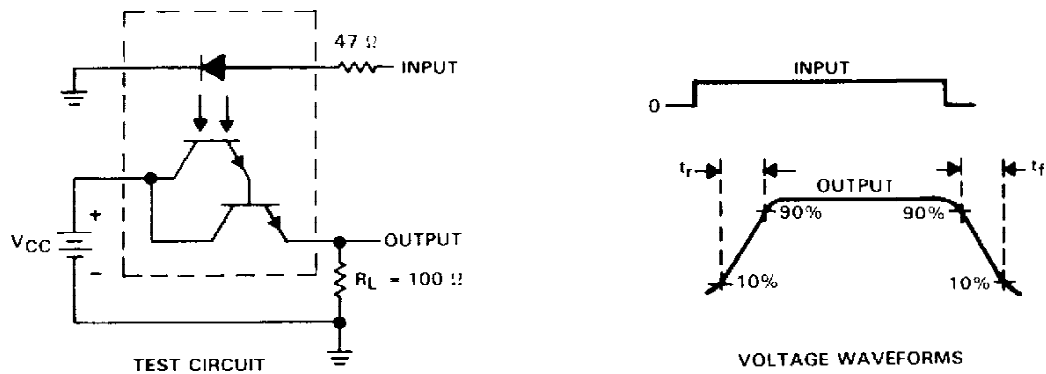 47 Ω
INPUT
+
VCC
−
OUTPUT
RL = 100 Ω
TEST CIRCUIT
INPUT
0
tr
tf
OUTPUT
90%
90%
10%
10%
VOLTAGE WAVEFORMS